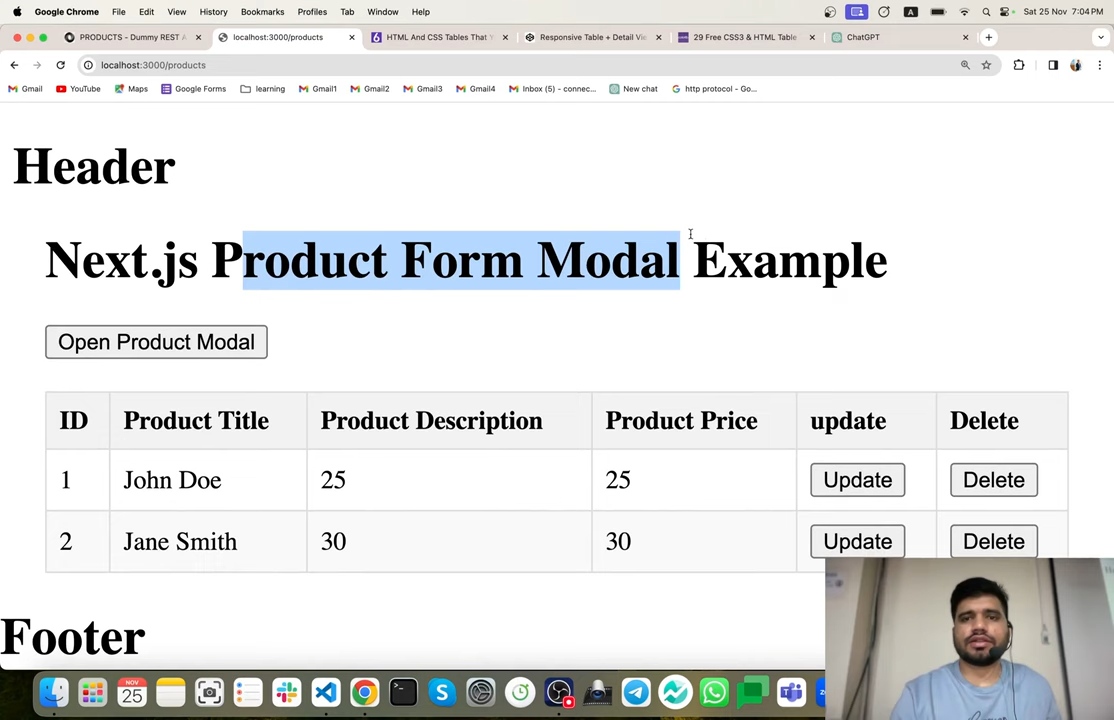 Google Chrome File Edit View History Bookmarks Profiles Tab Window Help A Sat 25 Nov 7:04 PM
PRODUCTS - Dummy REST A localhost:3000/products HTML And CSS Tables That Y Responsive Table + Detail Vie 29 Free CSS3 & HTML Table ChatGPT
localhost:3000/products
Gmail YouTube Maps Google Forms learning Gmail1 Gmail2 Gmail3 Gmail4 Inbox (5) - connec... New chat http protocol - Go...
Header
Next.js Product Form Modal Example
Open Product Modal
ID Product Title Product Description Product Price update Delete
1 John Doe 25 25 Update Delete
2 Jane Smith 30 30 Update Delete
Footer
NOV
25